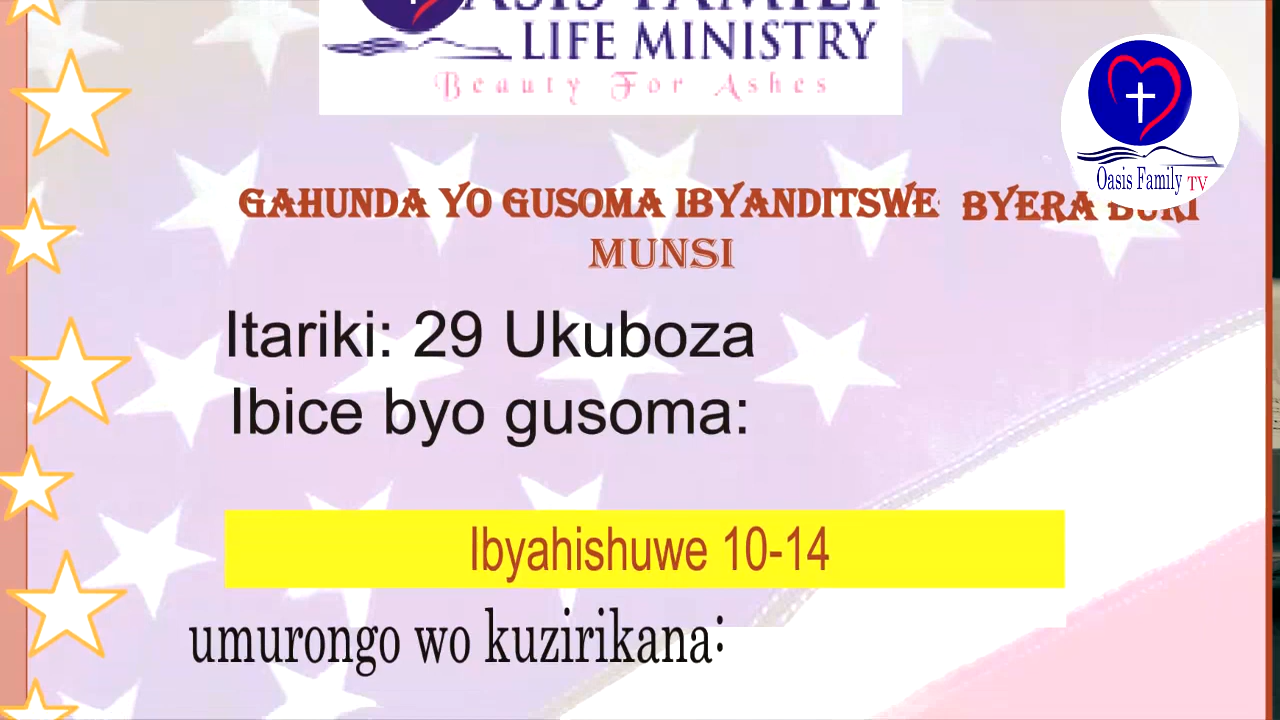 LIFE MINISTRY
Beauty For Ashes
Oasis Family TV
GAHUNDA YO GUSOMA IBYANDITSWE BYERA
MUNSI
Itariki: 29 Ukuboza
Ibice byo gusoma:
Ibyahishuwe 10-14
umurongo wo kuzirikana: